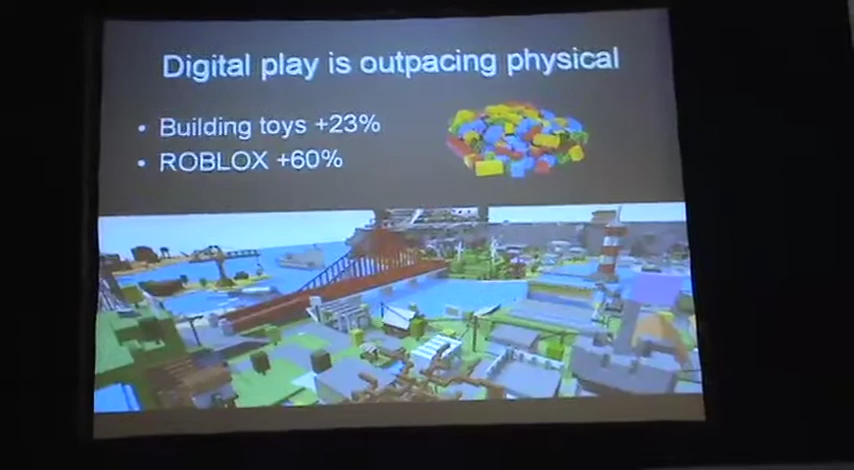 Digital play is outpacing physical
• Building toys +23%
• ROBLOX +60%